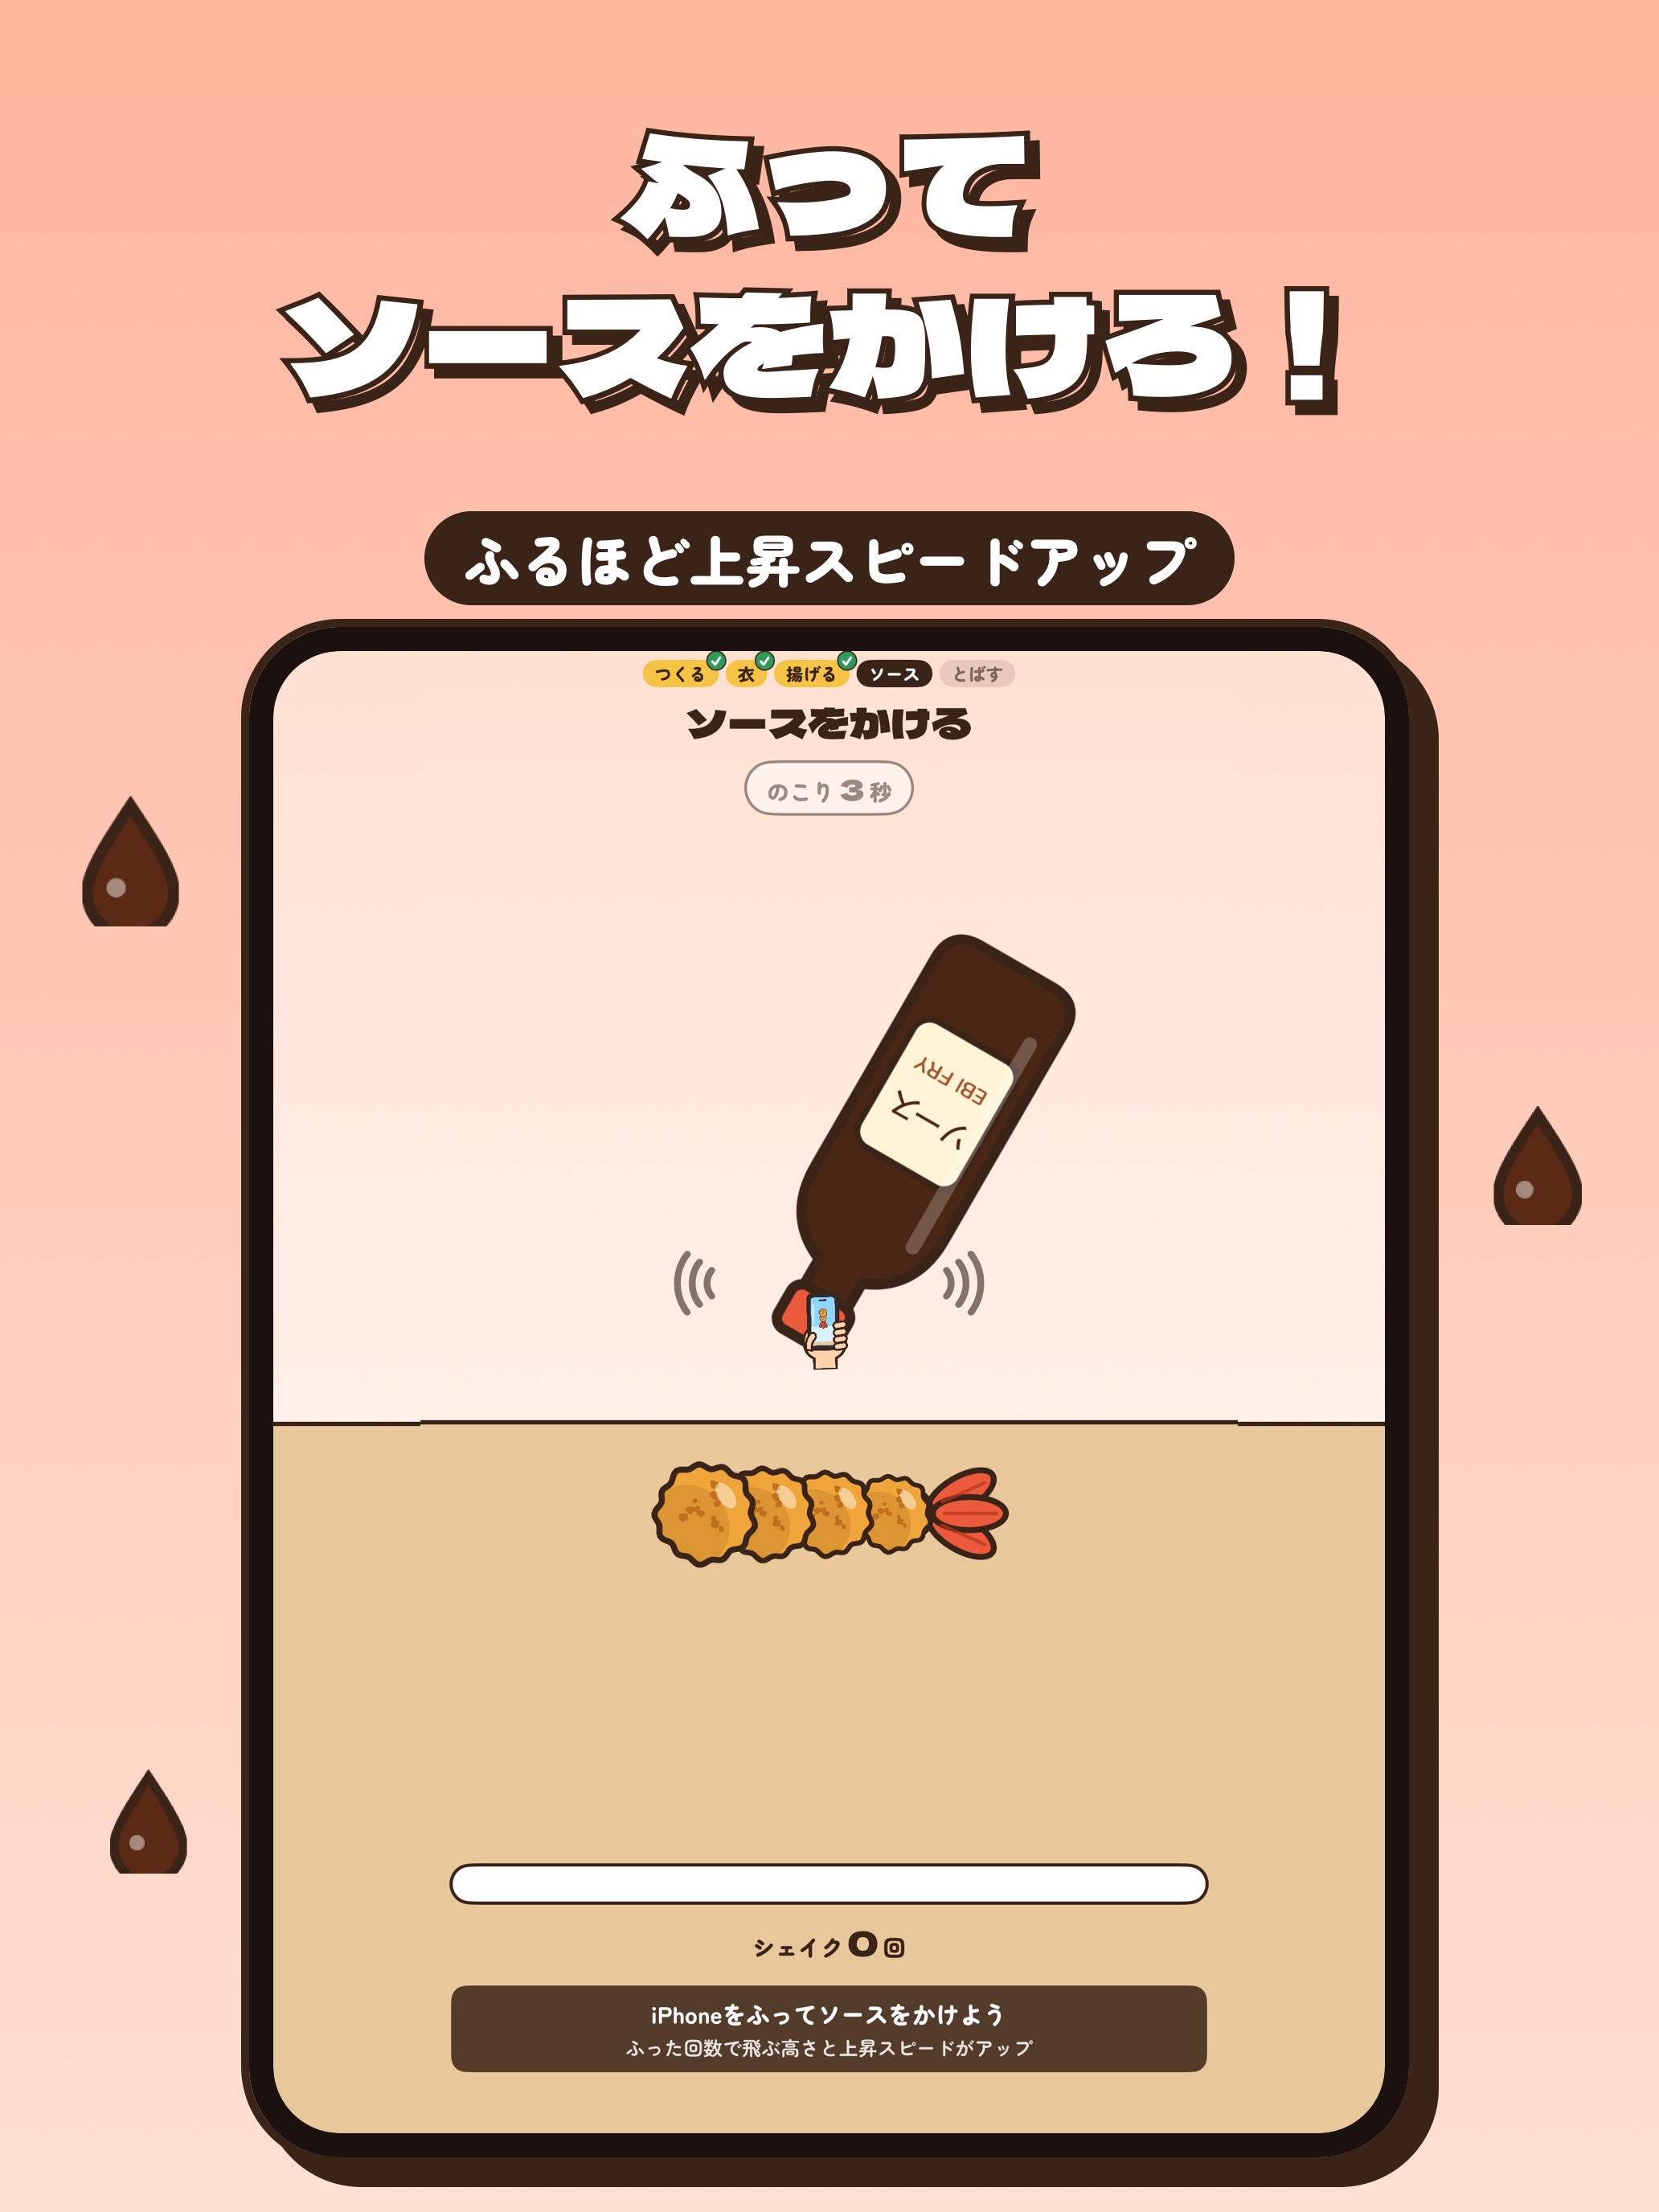 ふって
ソースをかけろ！
ふるほど上昇スピードアップ
つくる 衣 揚げる ソース とばす
ソースをかける
のこり3秒
ソース
EBI FRY
シェイク0回
iPhoneをふってソースをかけよう
ふった回数で飛ぶ高さと上昇スピードがアップ